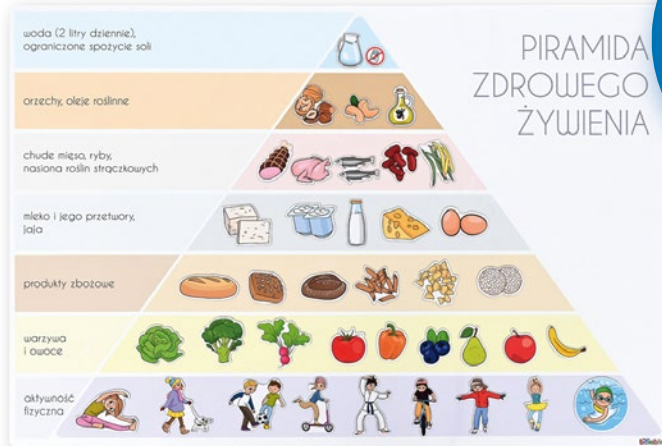 PIRAMIDA
ZDROWEGO
ŻYWIENIA
woda (2 litry dziennie),
ograniczone spożycie soli
orzechy, oleje roślinne
chude mięso, ryby,
nasiona roślin strączkowych
mleko i jego przetwory,
jaja
produkty zbożowe
warzywa
i owoce
aktywność
fizyczna